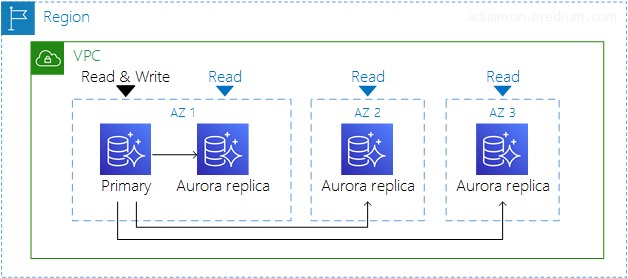 Region
adisimon.medium.com
VPC
Read & Write
Read
Read
Read
AZ 1
AZ 2
AZ 3
Primary
Aurora replica
Aurora replica
Aurora replica